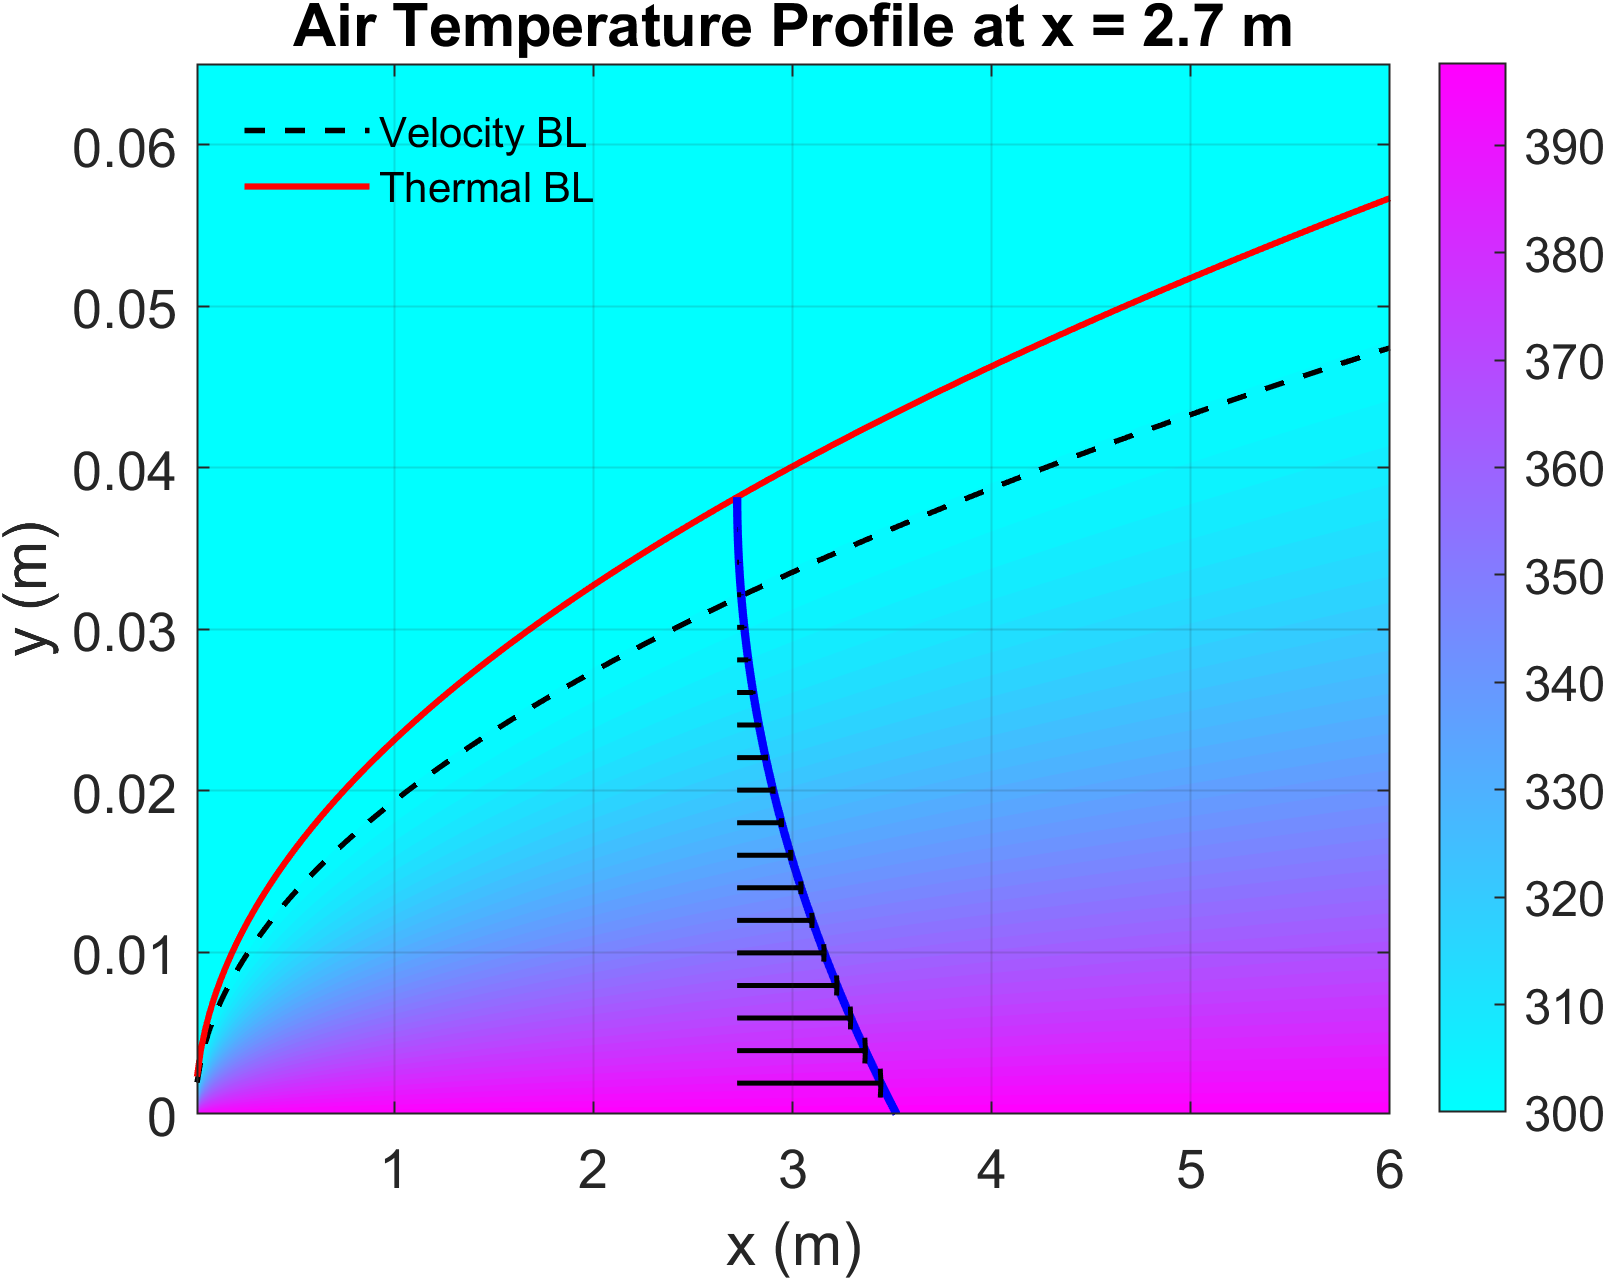 Air Temperature Profile at x = 2.7 m
Velocity BL
Thermal BL
0.06
0.05
0.04
0.03
0.02
0.01
0
y (m)
1 2 3 4 5 6
x (m)
390
380
370
360
350
340
330
320
310
300